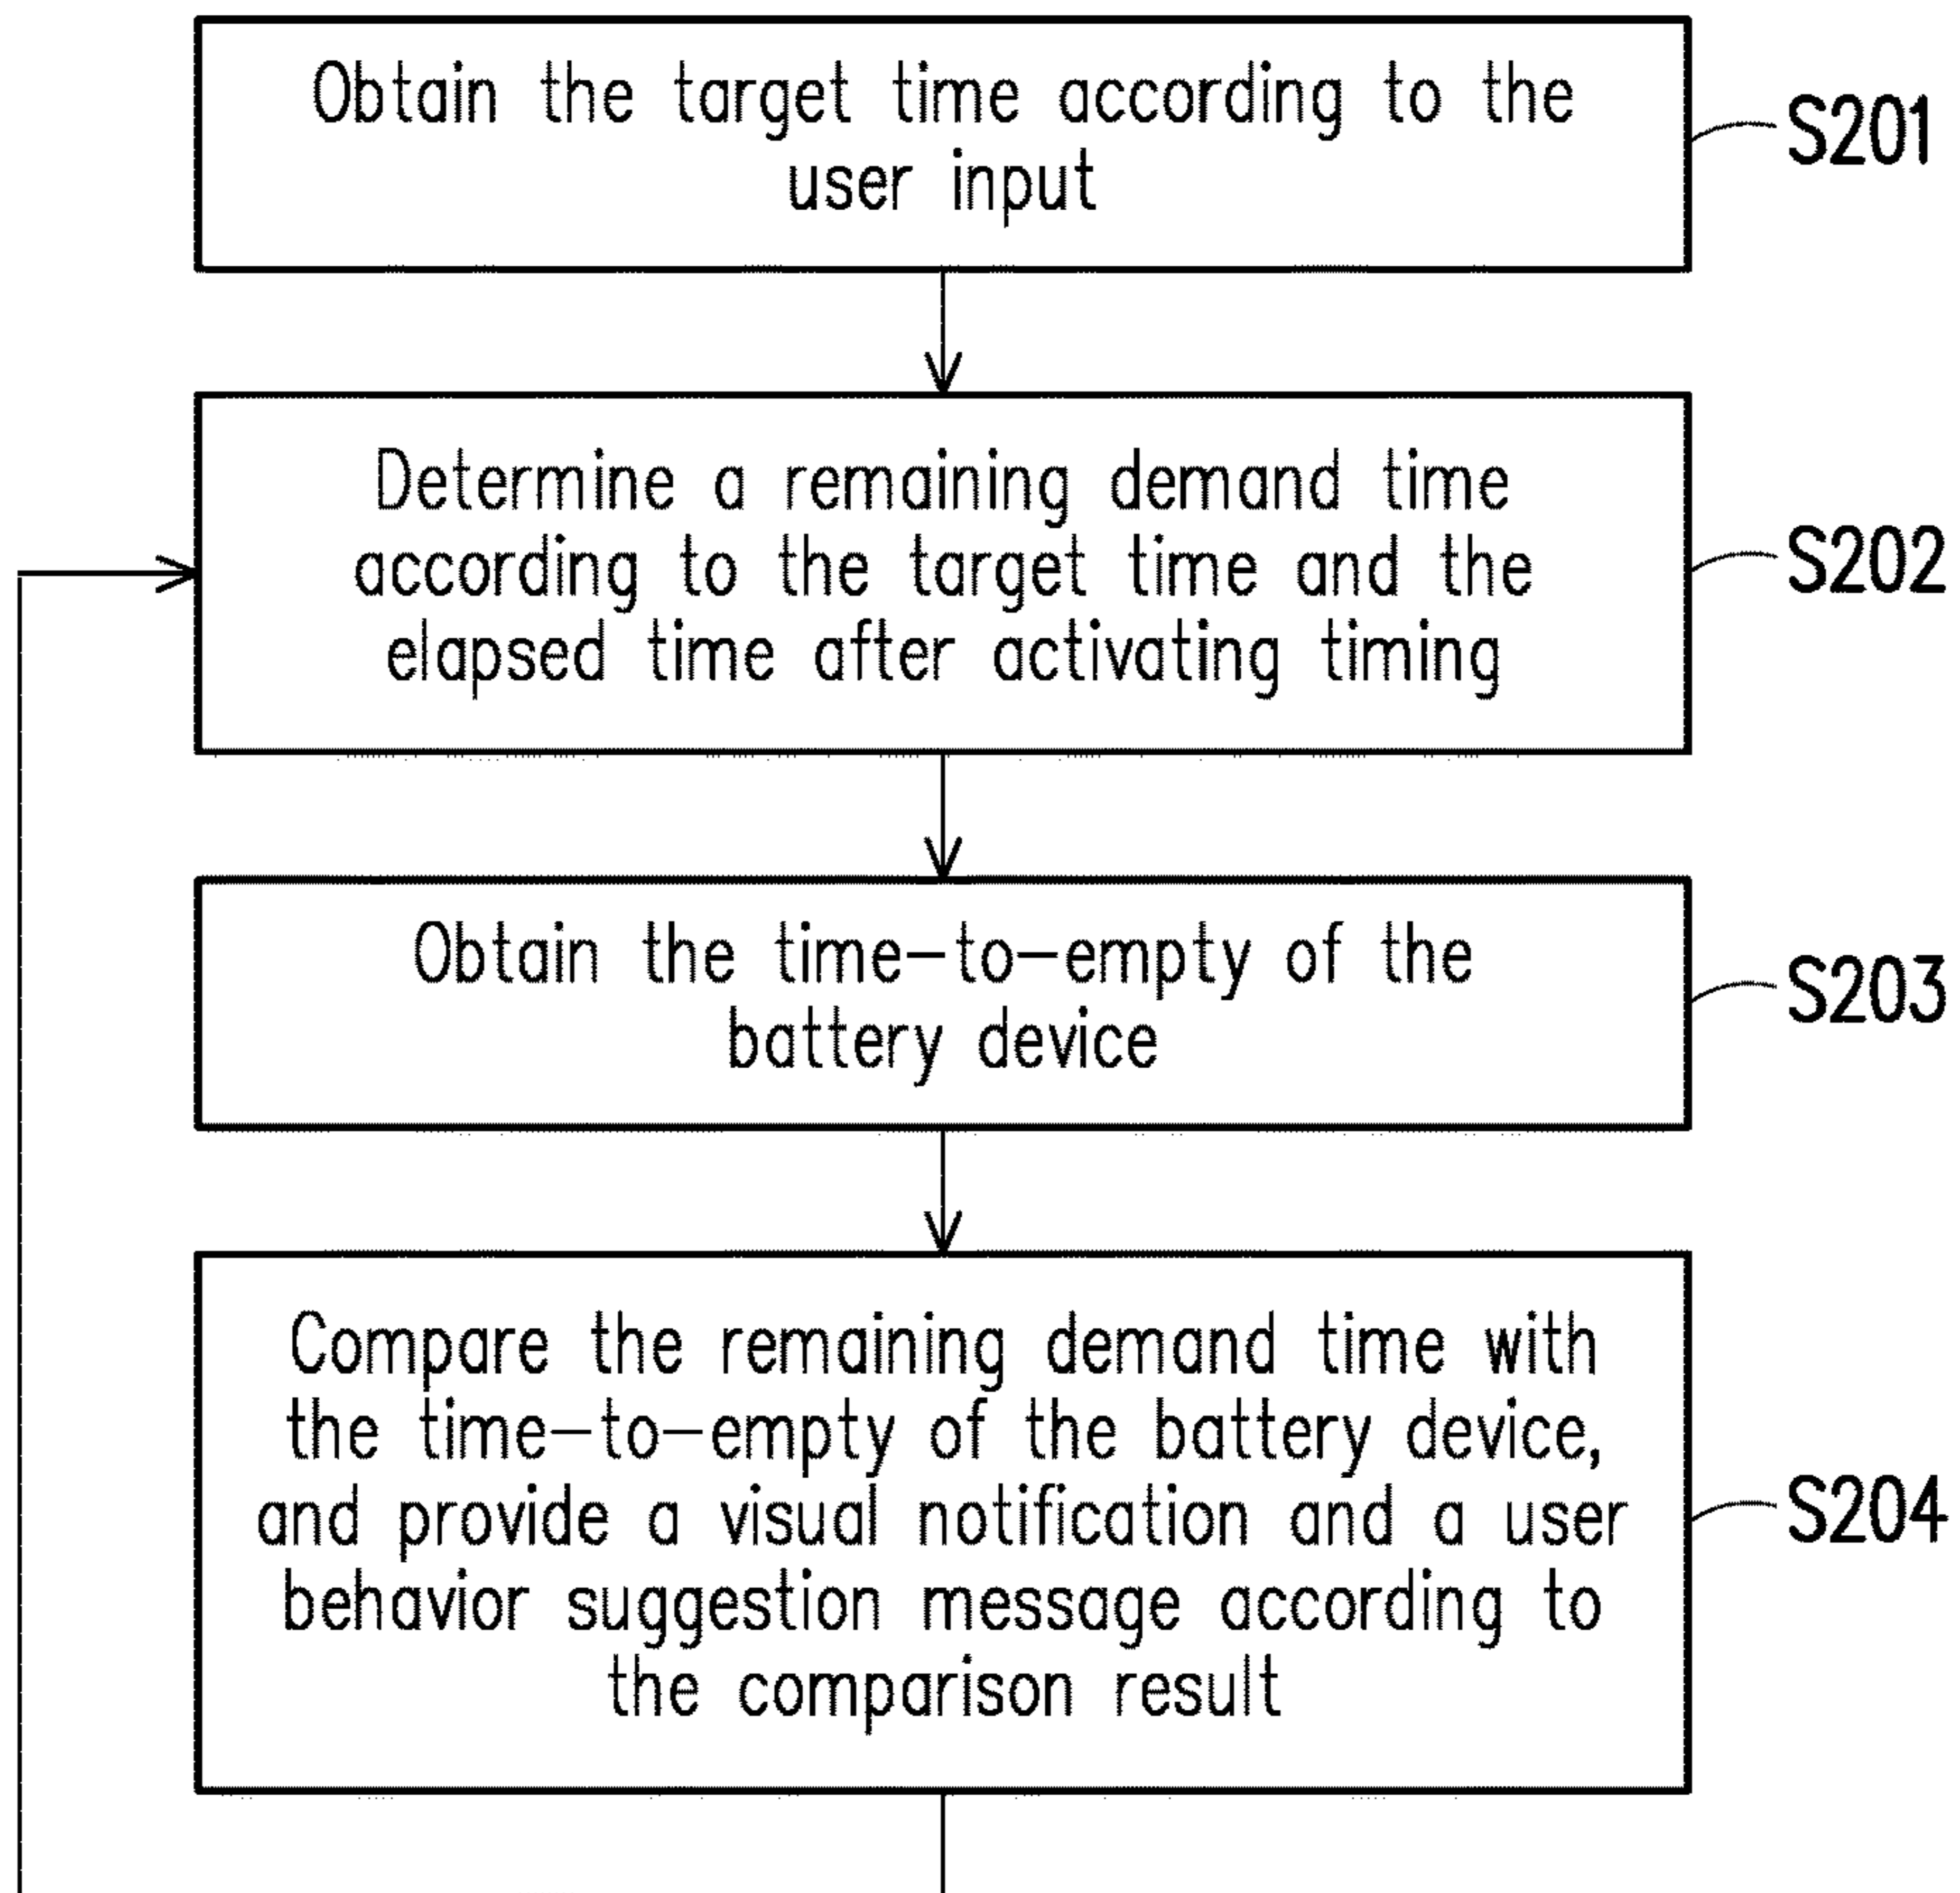 Obtain the target time according to the
user input
S201
Determine a remaining demand time
according to the target time and the
elapsed time after activating timing
S202
Obtain the time-to-empty of the
battery device
S203
Compare the remaining demand time with
the time-to-empty of the battery device,
and provide a visual notification and a user
behavior suggestion message according to
the comparison result
S204